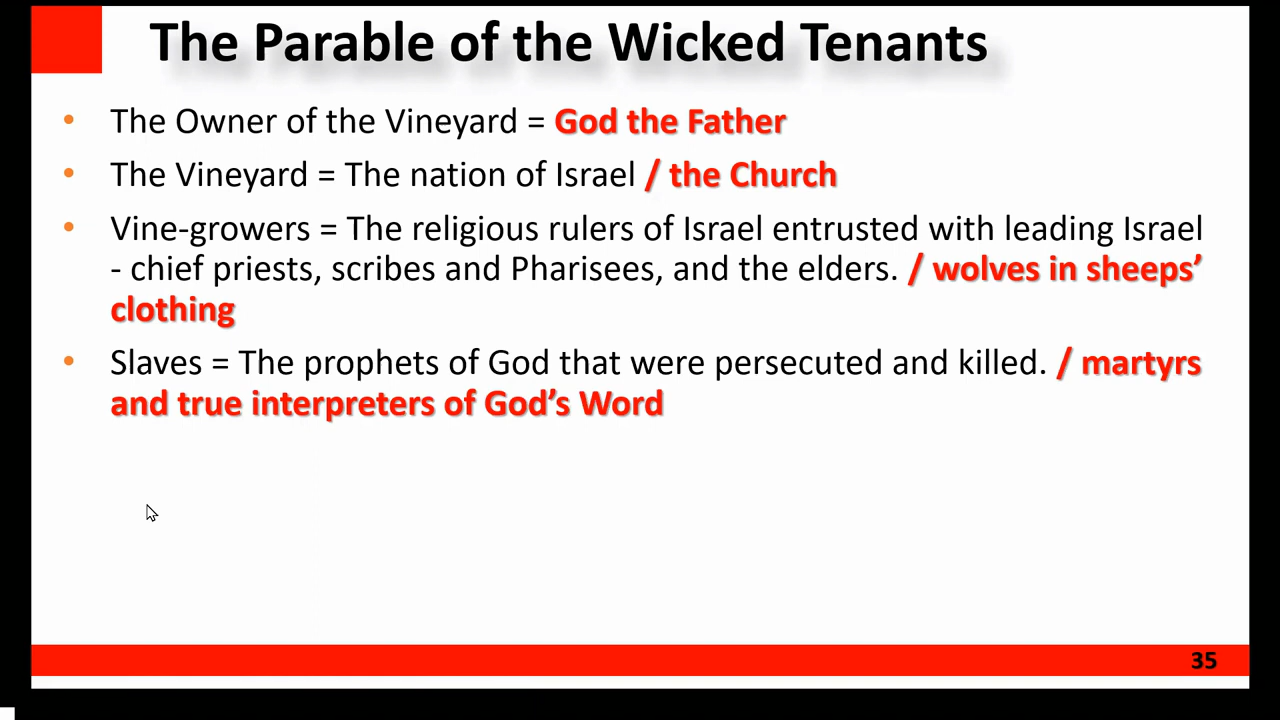 The Parable of the Wicked Tenants
• The Owner of the Vineyard = God the Father
• The Vineyard = The nation of Israel / the Church
• Vine-growers = The religious rulers of Israel entrusted with leading Israel
- chief priests, scribes and Pharisees, and the elders. / wolves in sheeps’
clothing
• Slaves = The prophets of God that were persecuted and killed. / martyrs
and true interpreters of God’s Word
35